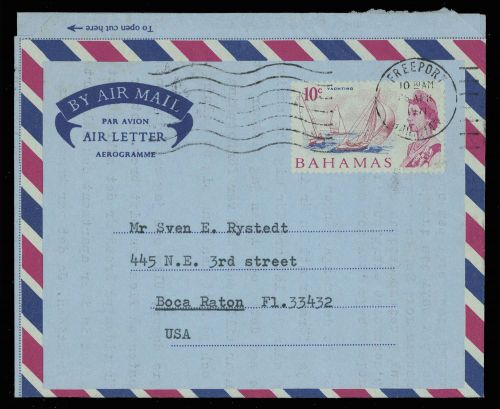 To open cut here
BY AIR MAIL
PAR AVION
AIR LETTER
AEROGRAMME
10c
YACHTING
BAHAMAS
FREEPORT
10 AM
Mr Sven E. Rystedt
445 N.E. 3rd street
Boca Raton Fl.33432
USA